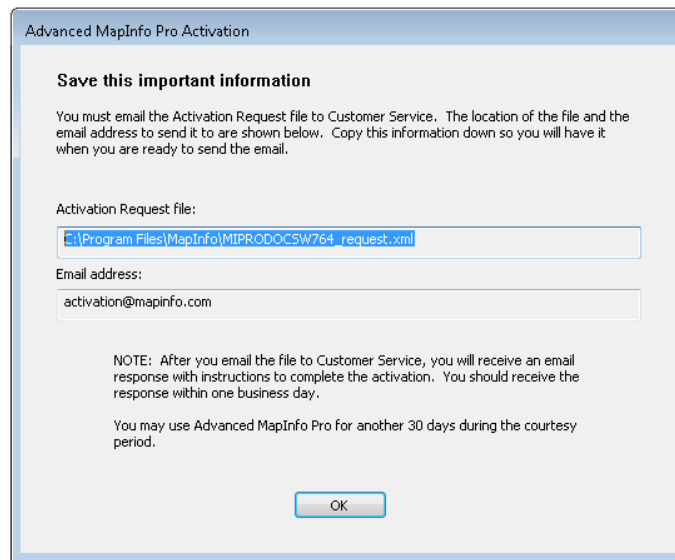 Advanced MapInfo Pro Activation
Save this important information
You must email the Activation Request file to Customer Service.  The location of the file and the
email address to send it to are shown below.  Copy this information down so you will have it
when you are ready to send the email.
Activation Request file:
C:\Program Files\MapInfo\MIPRODOCSW764_request.xml
Email address:
activation@mapinfo.com
NOTE:  After you email the file to Customer Service, you will receive an email
response with instructions to complete the activation.  You should receive the
response within one business day.
You may use Advanced MapInfo Pro for another 30 days during the courtesy
period.
OK